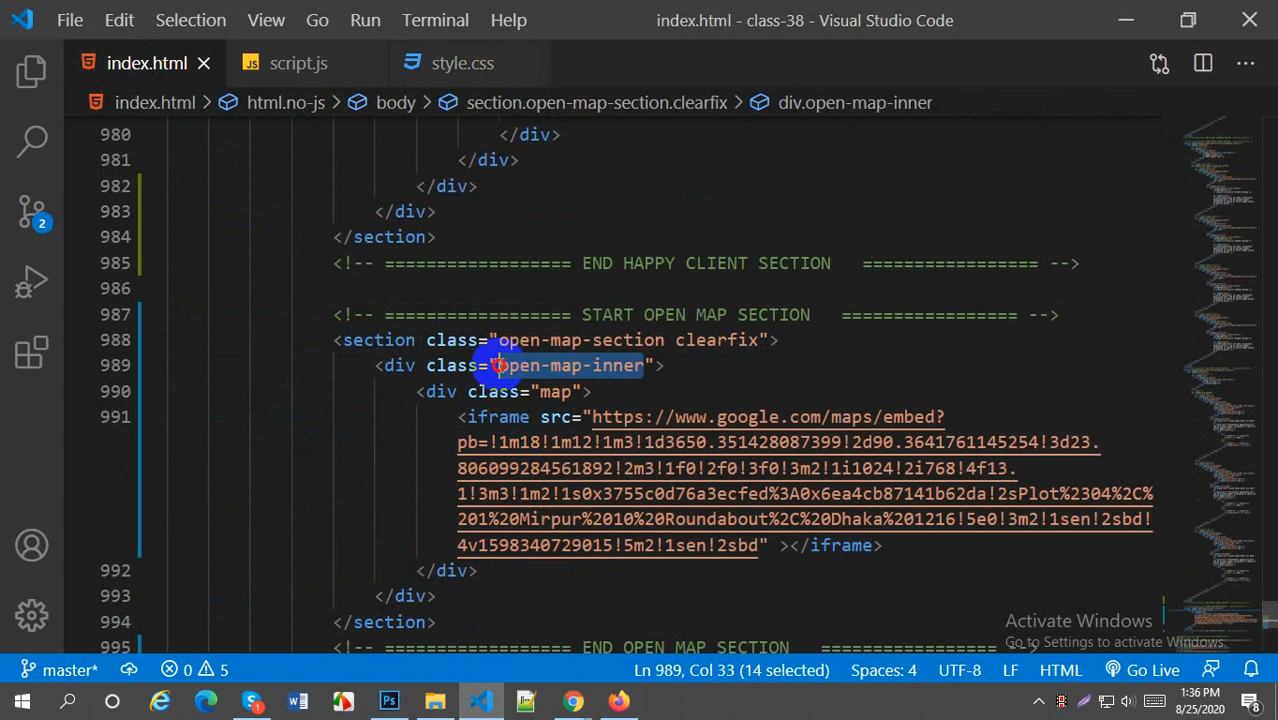 File Edit Selection View Go Run Terminal Help index.html - class-38 - Visual Studio Code
index.html JS script.js style.css
index.html > html.no-js > body > section.open-map-section.clearfix > div.open-map-inner
980 </div>
981 </div>
982 </div>
983 </div>
984 </section>
985 <!-- ================== END HAPPY CLIENT SECTION ================= -->
986
987 <!-- ================== START OPEN MAP SECTION ================= -->
988 <section class="open-map-section clearfix">
989 <div class="open-map-inner">
990 <div class="map">
991 <iframe src="https://www.google.com/maps/embed?
pb=!1m18!1m12!1m3!1d3650.351428087399!2d90.3641761145254!3d23.
806099284561892!2m3!1f0!2f0!3f0!3m2!1i1024!2i768!4f13.
1!3m3!1m2!1s0x3755c0d76a3ecfed%3A0x6ea4cb87141b62da!2sPlot%2304%2C%
201%20Mirpur%2010%20Roundabout%2C%20Dhaka%201216!5e0!3m2!1sen!2sbd!
4v1598340729015!5m2!1sen!2sbd" ></iframe>
992 </div>
993 </div>
994 </section>
995 <!-- ================== END OPEN MAP SECTION ================= -->
Activate Windows
Go to Settings to activate Windows.
2
master* 0 5 Ln 989, Col 33 (14 selected) Spaces: 4 UTF-8 LF HTML Go Live
1:36 PM
8/25/2020
8